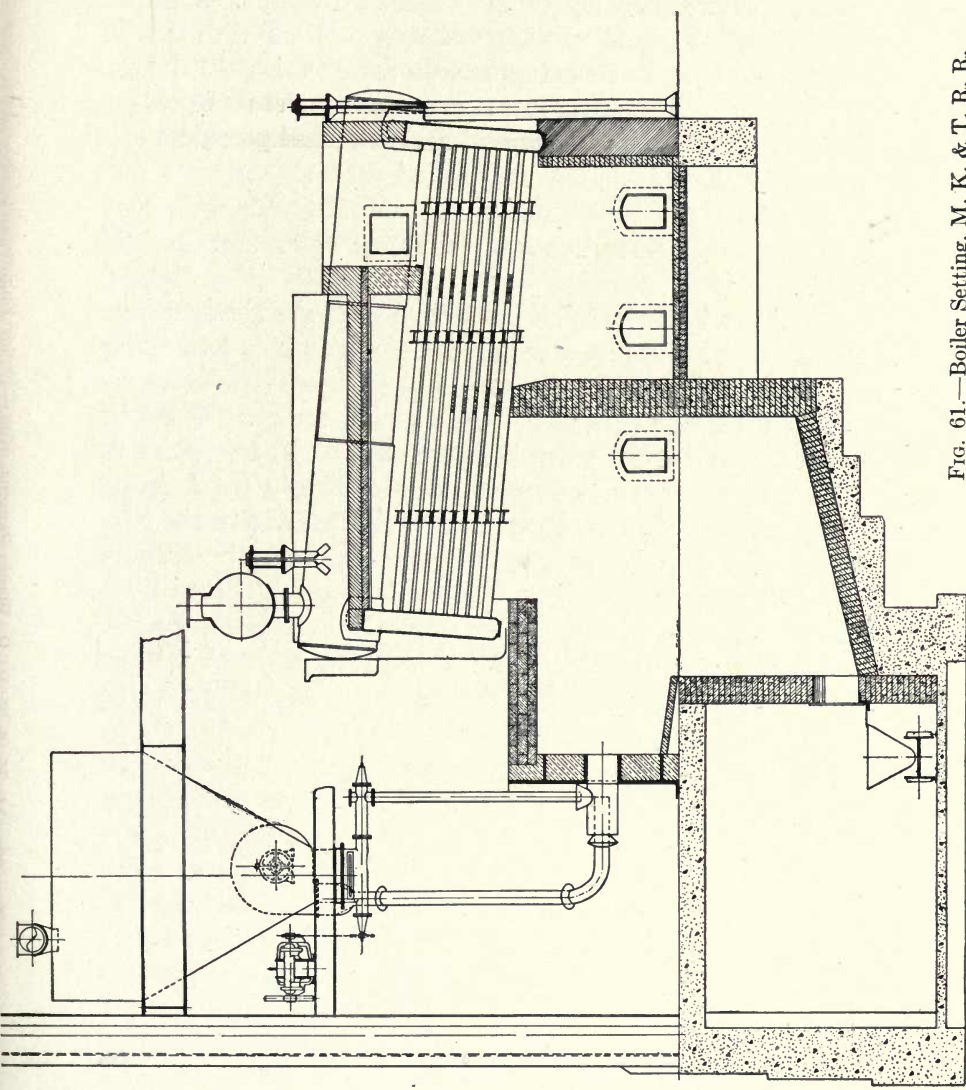 FIG. 61.—Boiler Setting, M. K. & T. R. R.